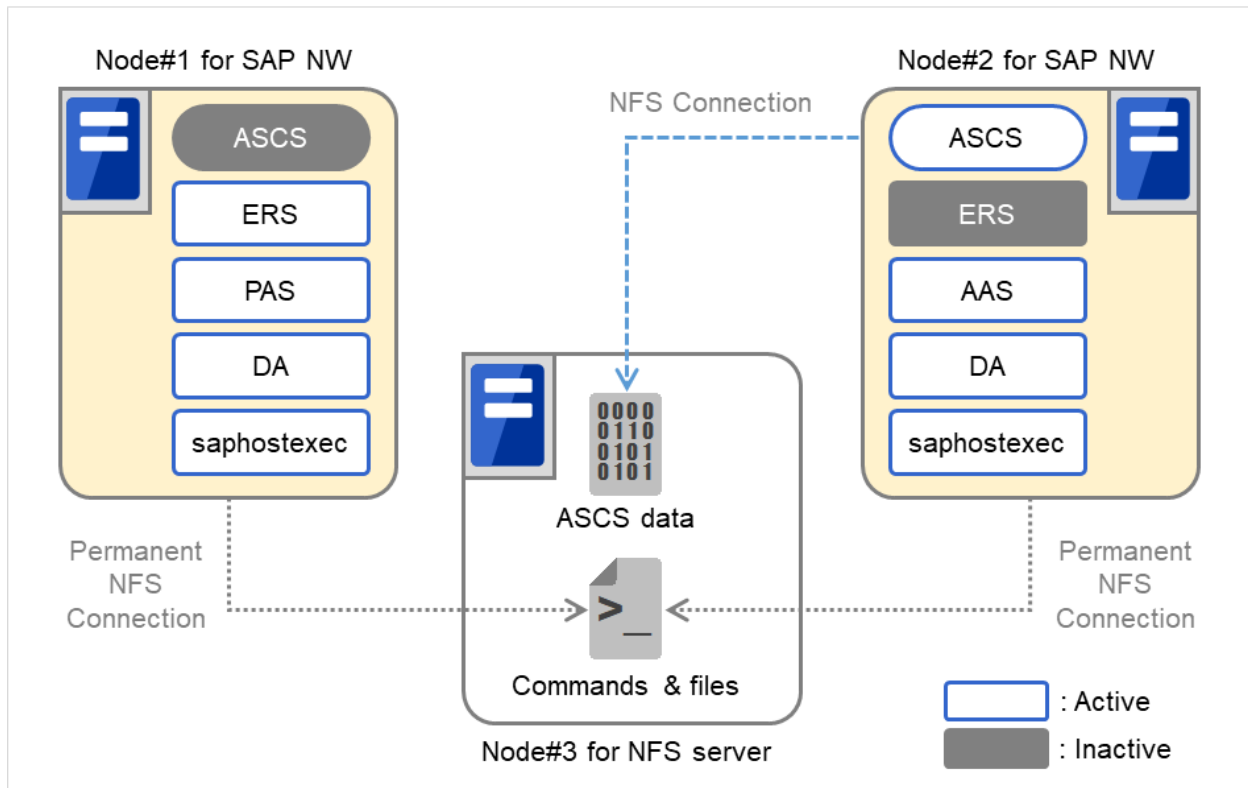 Node#1 for SAP NW
Node#2 for SAP NW
NFS Connection
ASCS
ERS
PAS
DA
saphostexec
ASCS
ERS
AAS
DA
saphostexec
0000
0110
0101
0101
ASCS data
Permanent
NFS
Connection
Permanent
NFS
Connection
>_
Commands & files
Node#3 for NFS server
: Active
: Inactive